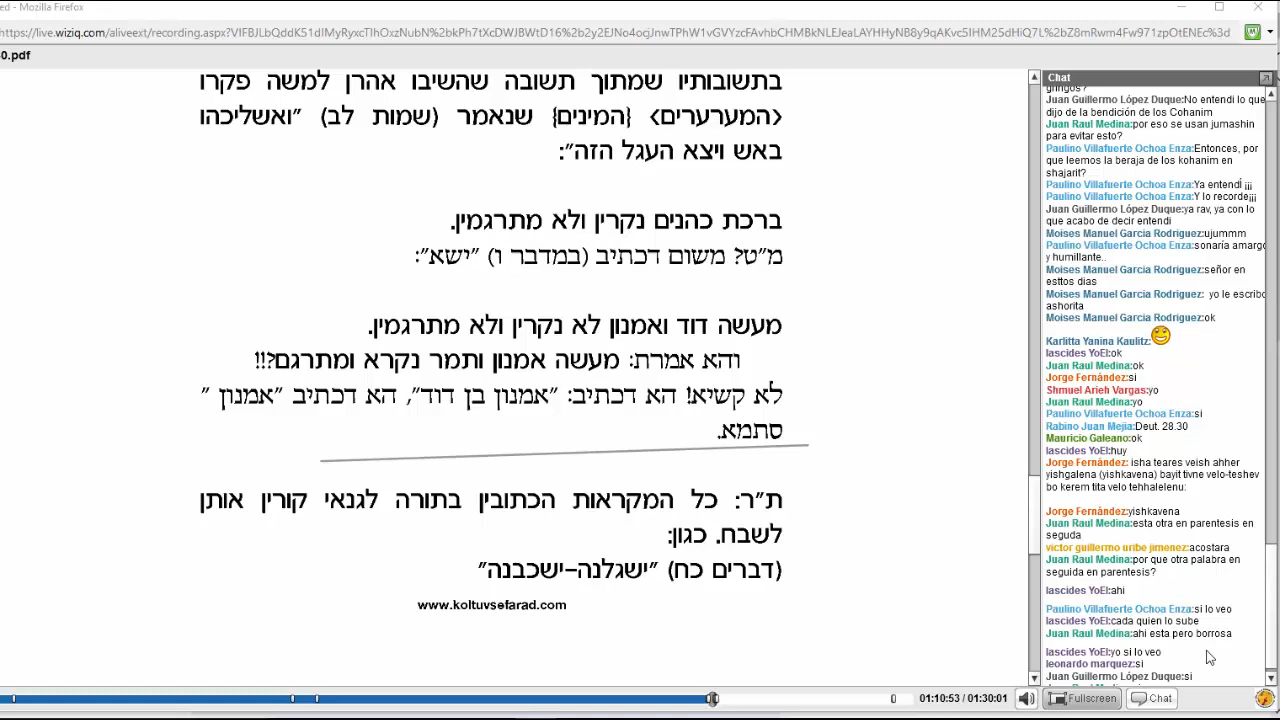 ed - Mozilla Firefox
0.pdf
בתשובותיו שמתוך תשובה שהשיבו אהרן למשה פקרו
<המערערים> {המינים} שנאמר (שמות לב) "ואשליכהו
באש ויצא העגל הזה":
ברכת כהנים נקרין ולא מתרגמין.
מ"ט? משום דכתיב (במדבר ו) "ישא":
מעשה דוד ואמנון לא נקרין ולא מתרגמין.
והא אמרת: מעשה אמנון ותמר נקרא ומתרגם?!!!
לא קשיא! הא דכתיב: "אמנון בן דוד", הא דכתיב "אמנון "
סתמא.
ת"ר: כל המקראות הכתובין בתורה לגנאי קורין אותן
לשבח. כגון:
(דברים כח) "ישגלנה-ישכבנה"
www.koltuvsefarad.com
Chat
gringos?
Juan Guillermo López Duque:No entendi lo que
dijo de la bendición de los Cohanim
Juan Raul Medina:por eso se usan jumashin
para evitar esto?
Paulino Villafuerte Ochoa Enza:Entonces, por
que leemos la beraja de los kohanim en
shajarit?
Paulino Villafuerte Ochoa Enza:Ya entendí ¡¡¡
Paulino Villafuerte Ochoa Enza:Y lo recorde¡¡¡
Juan Guillermo López Duque:ya rav, ya con lo
que acabo de decir entendi
Moises Manuel Garcia Rodriguez:ujummm
Paulino Villafuerte Ochoa Enza:sonaría amargo
y humillante..
Moises Manuel Garcia Rodriguez:señor en
esttos dias
Moises Manuel Garcia Rodriguez: yo le escribo
ashorita
Moises Manuel Garcia Rodriguez:ok
Karlitta Yanina Kaulitz:
lascides YoEl:ok
Juan Raul Medina:ok
Jorge Fernández:si
Shmuel Arieh Vargas:yo
Juan Raul Medina:yo
Paulino Villafuerte Ochoa Enza:si
Rabino Juan Mejia:Deut. 28.30
Mauricio Galeano:ok
lascides YoEl:huy
Jorge Fernández: isha teares veish ahher
yishgalena (yishkavena) bayit tivne velo-teshev
bo kerem tita velo tehhalelenu:
Jorge Fernández:yishkavena
Juan Raul Medina:esta otra en parentesis en
seguda
victor guillermo uribe jimenez:acostara
Juan Raul Medina:por que otra palabra en
seguida en parentesis?
lascides YoEl:ahi
Paulino Villafuerte Ochoa Enza:si lo veo
lascides YoEl:cada quien lo sube
Juan Raul Medina:ahi esta pero borrosa
lascides YoEl:yo si lo veo
leonardo marquez:si
Juan Guillermo López Duque:si
01:10:53 / 01:30:01
Fullscreen
Chat